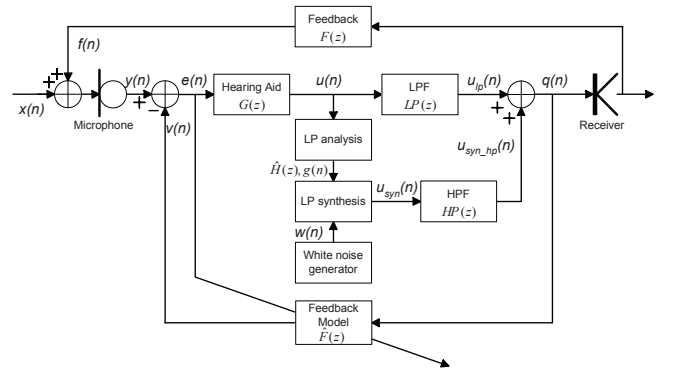 Feedback
F(z)
f(n)
+
+
y(n)
e(n)
Hearing Aid
G(z)
u(n)
LPF
LP(z)
u_lp(n)
q(n)
x(n)
+
−
+
+
Microphone
v(n)
Receiver
LP analysis
u_syn_hp(n)
Ĥ(z), g(n)
LP synthesis
u_syn(n)
HPF
HP(z)
w(n)
White noise
generator
Feedback
Model
F̂(z)